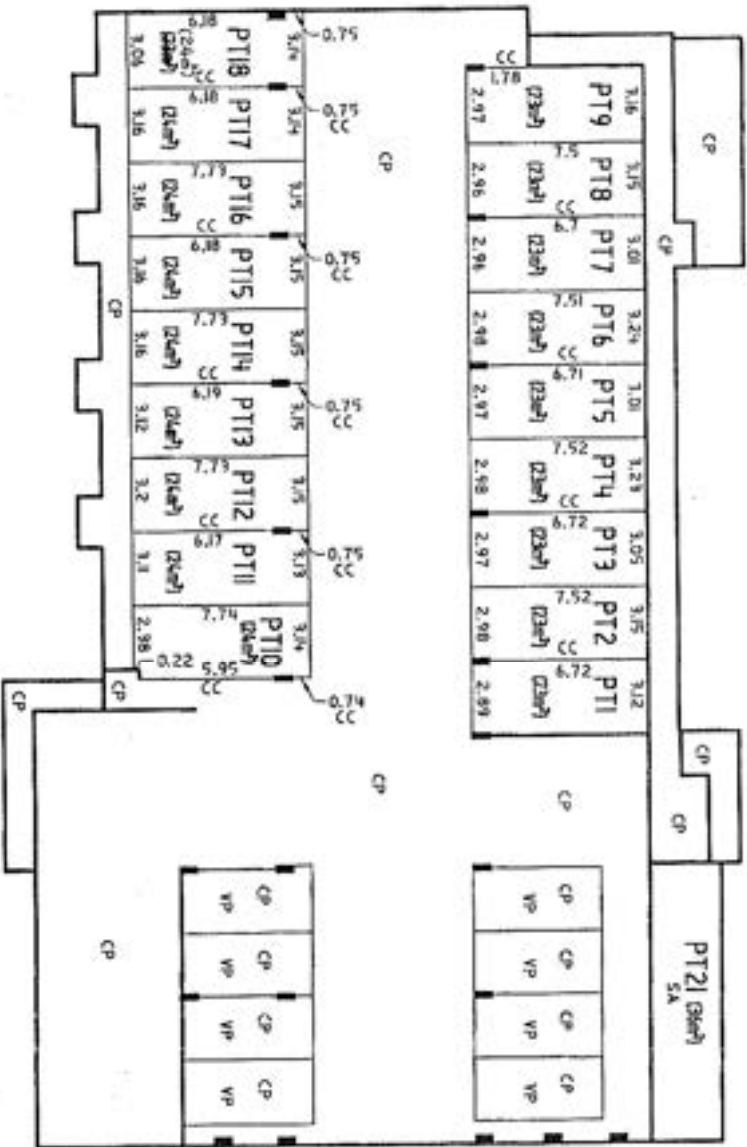 6.18
PT18
(24m²)
(23m²)
CC
3.06
3.14
0.75
6.18
PT17
(24m²)
3.16
3.14
0.75
CC
7.73
PT16
(24m²)
CC
3.16
3.15
6.18
PT15
(24m²)
3.16
3.15
0.75
CC
7.73
PT14
(24m²)
CC
3.16
3.15
6.19
PT13
(24m²)
3.12
3.15
0.75
CC
7.73
PT12
(24m²)
CC
3.2
3.15
6.17
PT11
(24m²)
3.11
3.13
0.75
CC
7.74
PT10
(24m²)
2.98
3.14
0.22
5.95
CC
0.74
CC
CC
1.78
PT9
(23m²)
2.97
3.16
7.5
PT8
(23m²)
CC
2.96
3.15
6.7
PT7
(23m²)
2.96
3.01
7.51
PT6
(23m²)
CC
2.98
3.24
6.71
PT5
(23m²)
2.97
3.01
7.52
PT4
(23m²)
CC
2.98
3.23
6.72
PT3
(23m²)
2.97
3.05
7.52
PT2
(23m²)
CC
2.98
3.15
6.72
PT1
(23m²)
2.89
3.12
CP
CP
CP
CP
CP
CP
CP
CP
CP
CP
CP
CP
VP
CP
VP
CP
VP
CP
VP
CP
VP
CP
VP
CP
VP
CP
VP
CP
PT21 (36m²)
SA